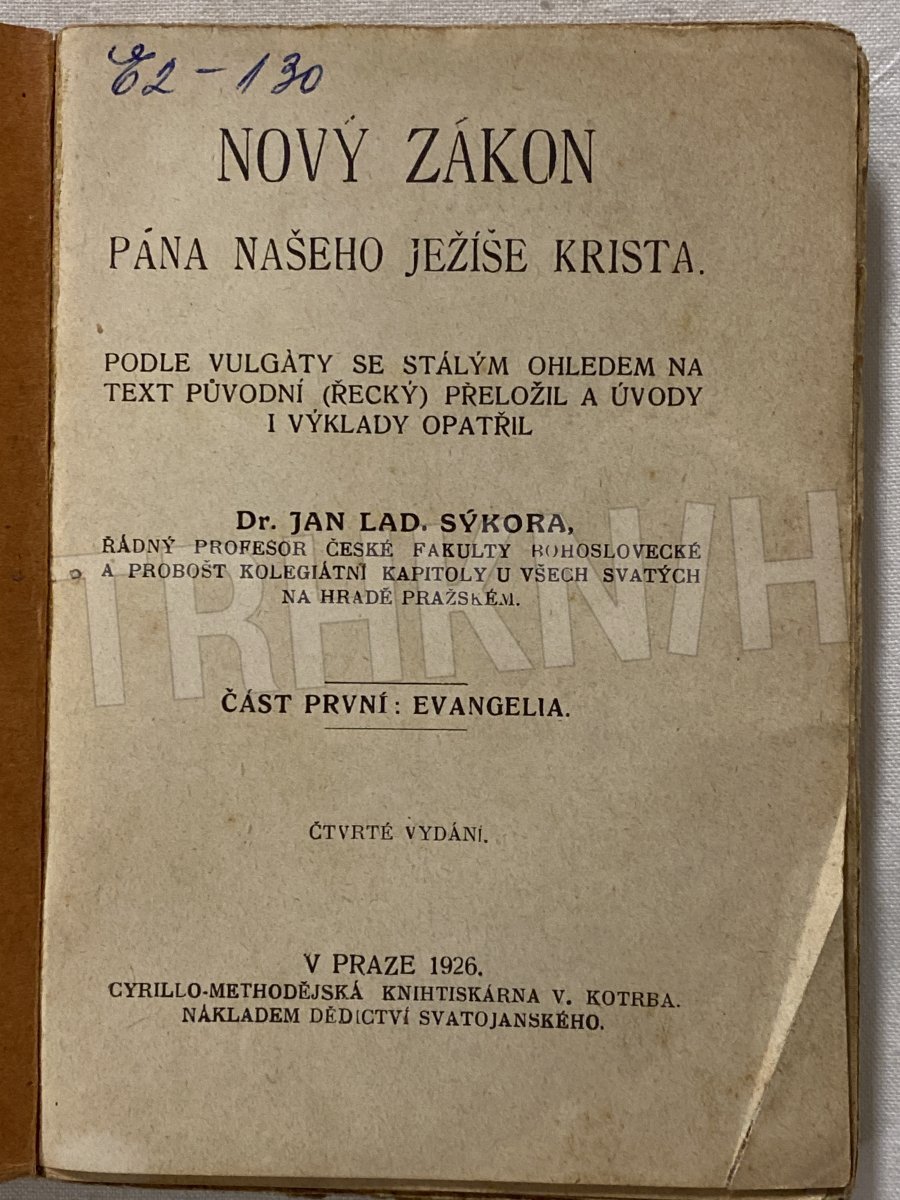 E2 - 130
NOVÝ ZÁKON
PÁNA NAŠEHO JEŽÍŠE KRISTA.
PODLE VULGÁTY SE STÁLÝM OHLEDEM NA
TEXT PŮVODNÍ (ŘECKÝ) PŘELOŽIL A ÚVODY
I VÝKLADY OPATŘIL
Dr. JAN LAD. SÝKORA,
ŘÁDNÝ PROFESOR ČESKÉ FAKULTY BOHOSLOVECKÉ
A PROBOŠT KOLEGIÁTNÍ KAPITOLY U VŠECH SVATÝCH
NA HRADĚ PRAŽSKÉM.
TRHKNIH
ČÁST PRVNÍ: EVANGELIA.
ČTVRTÉ VYDÁNÍ.
V PRAZE 1926.
CYRILLO-METHODĚJSKÁ KNIHTISKÁRNA V. KOTRBA.
NÁKLADEM DĚDICTVÍ SVATOJANSKÉHO.